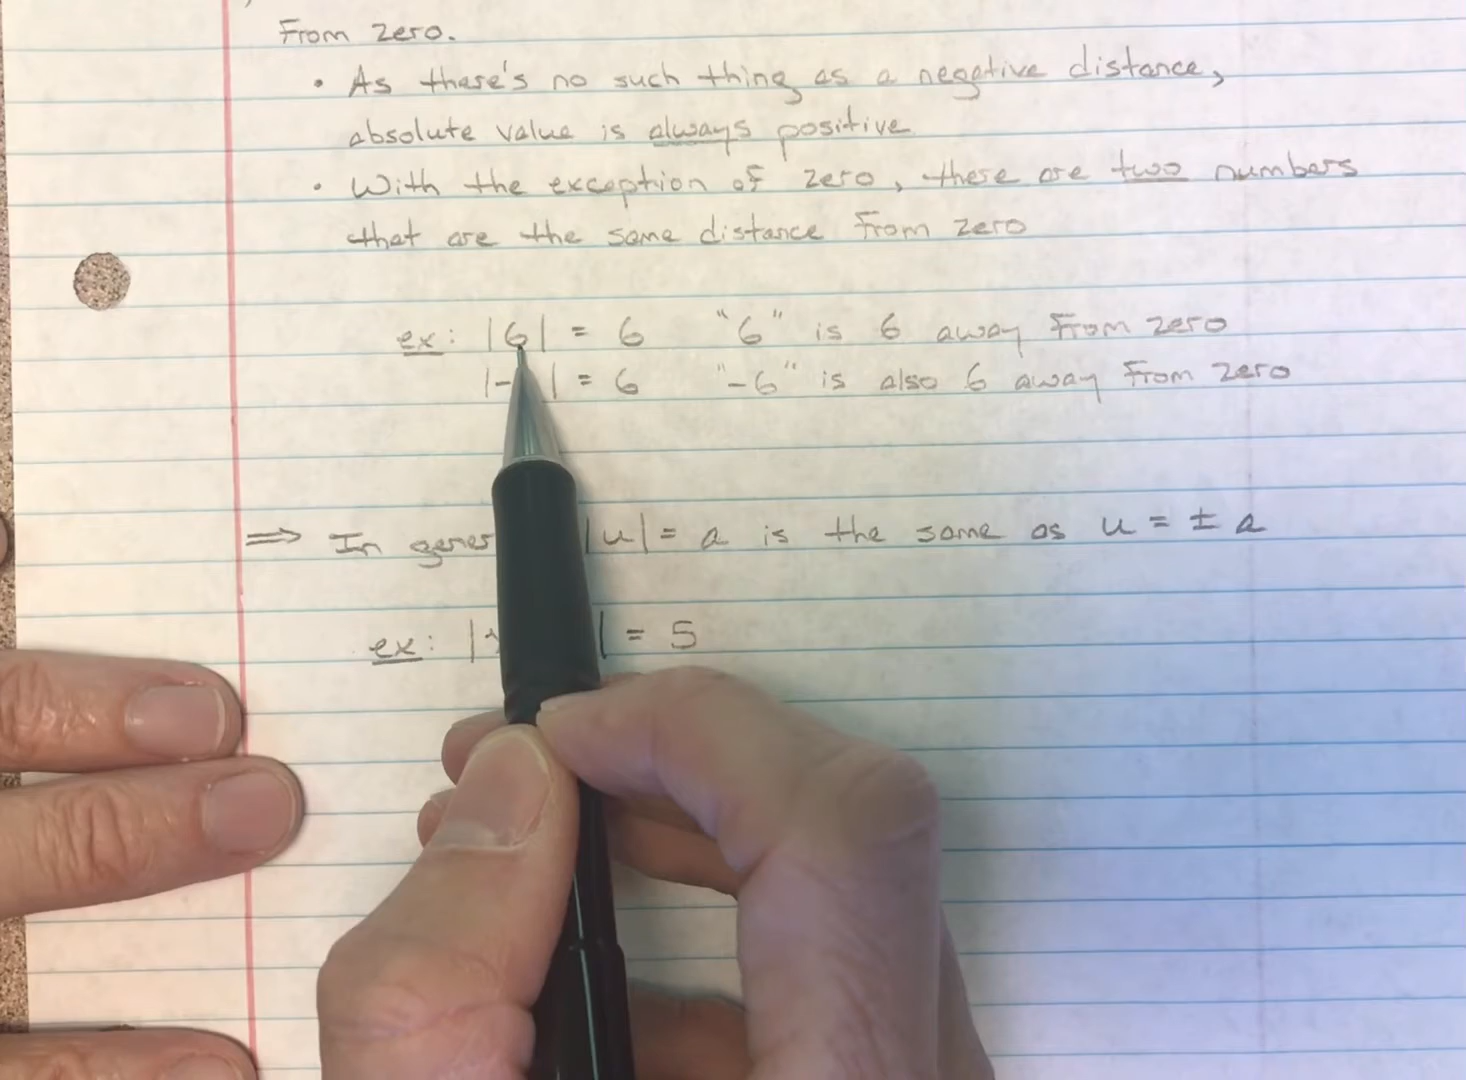 From zero.
• As there's no such thing as a negative distance,
absolute value is always positive
• With the exception of zero, there are two numbers
that are the same distance from zero
ex: |6| = 6 "6" is 6 away from zero
|- | = 6 "-6" is also 6 away from zero
⇒ In gener |u| = a is the same as u = ± a
ex: | | = 5